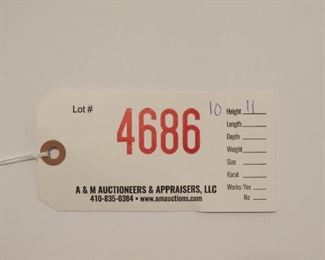 Lot # 4686
10 Height 11
Length
Depth
Weight
Size
Karat
Works: Yes
No
A & M AUCTIONEERS & APPRAISERS, LLC
410-835-0384 • www.amauctions.com